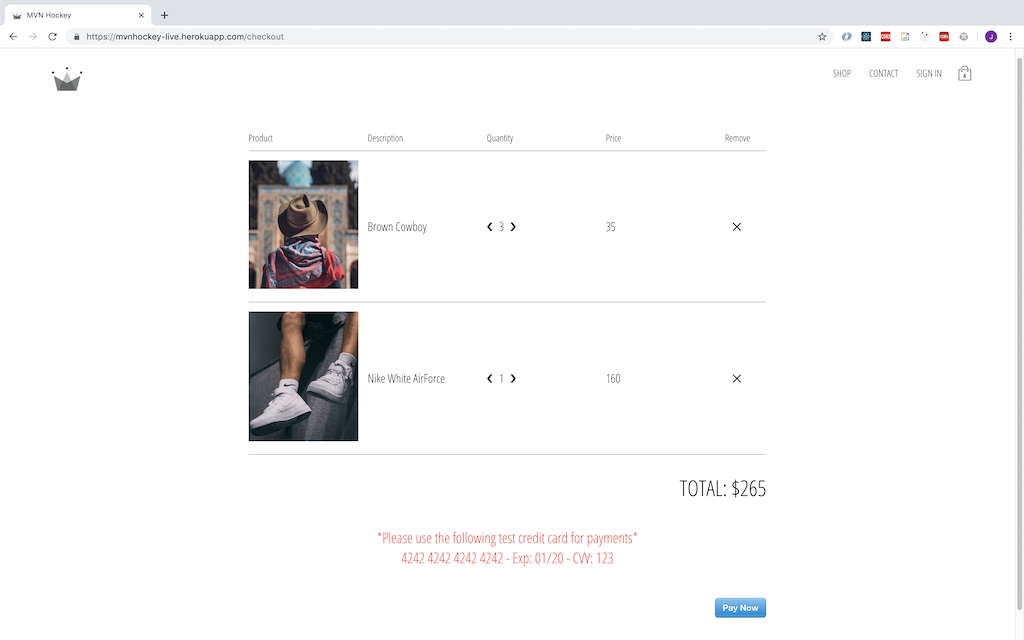 MVN Hockey
https://mvnhockey-live.herokuapp.com/checkout
J
SHOP CONTACT SIGN IN 4
Product Description Quantity Price Remove
Brown Cowboy ❮ 3 ❯ 35 ✕
Nike White AirForce ❮ 1 ❯ 160 ✕
TOTAL: $265
*Please use the following test credit card for payments*
4242 4242 4242 4242 - Exp: 01/20 - CVV: 123
Pay Now